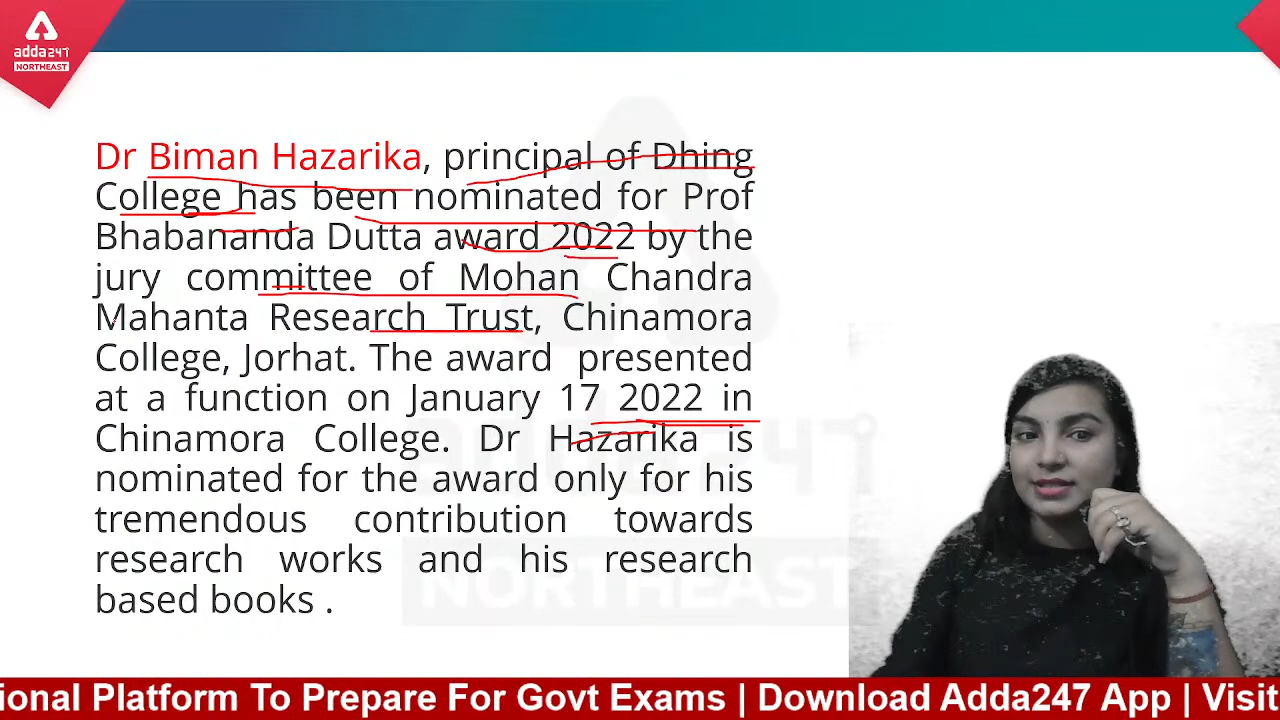 adda247
NORTHEAST
Dr Biman Hazarika, principal of Dhing
College has been nominated for Prof
Bhabananda Dutta award 2022 by the
jury committee of Mohan Chandra
Mahanta Research Trust, Chinamora
College, Jorhat. The award presented
at a function on January 17 2022 in
Chinamora College. Dr Hazarika is
nominated for the award only for his
tremendous contribution towards
research works and his research
based books .
adda247
NORTHEAST
ional Platform To Prepare For Govt Exams | Download Adda247 App | Visit